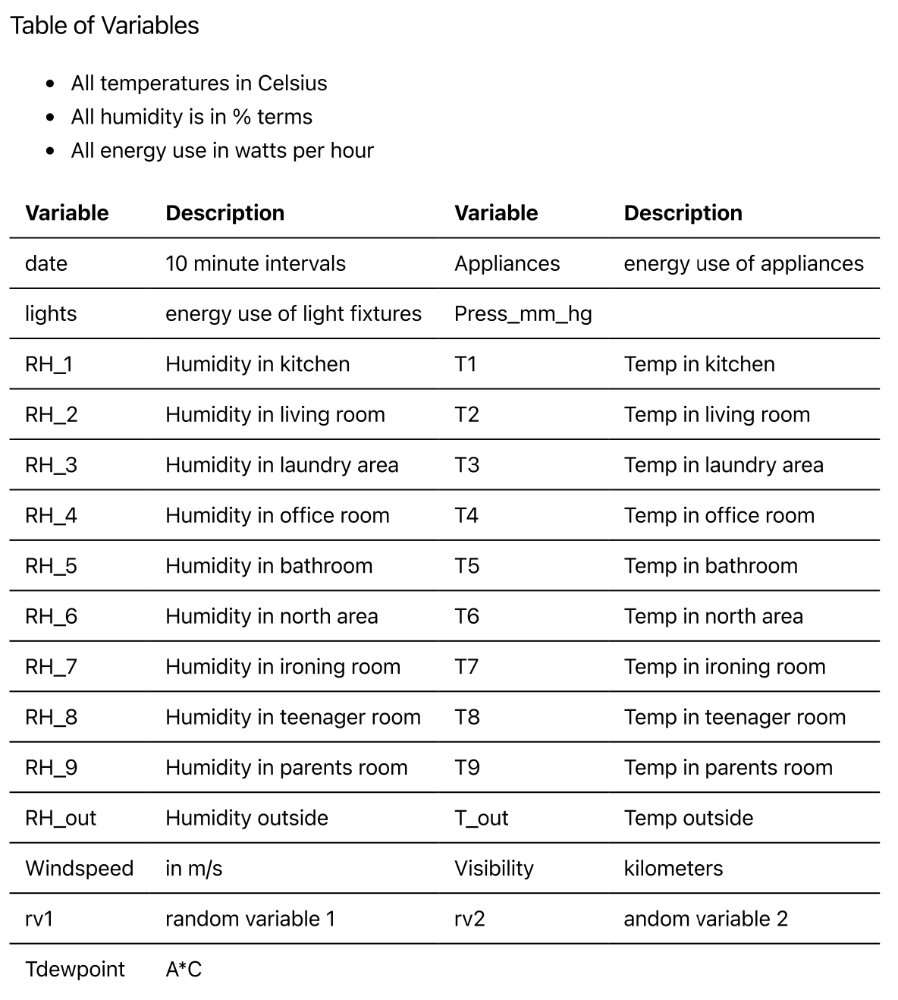 Table of Variables
All temperatures in Celsius
All humidity is in % terms
All energy use in watts per hour
Variable Description Variable Description
date 10 minute intervals Appliances energy use of appliances
lights energy use of light fixtures Press_mm_hg
RH_1 Humidity in kitchen T1 Temp in kitchen
RH_2 Humidity in living room T2 Temp in living room
RH_3 Humidity in laundry area T3 Temp in laundry area
RH_4 Humidity in office room T4 Temp in office room
RH_5 Humidity in bathroom T5 Temp in bathroom
RH_6 Humidity in north area T6 Temp in north area
RH_7 Humidity in ironing room T7 Temp in ironing room
RH_8 Humidity in teenager room T8 Temp in teenager room
RH_9 Humidity in parents room T9 Temp in parents room
RH_out Humidity outside T_out Temp outside
Windspeed in m/s Visibility kilometers
rv1 random variable 1 rv2 andom variable 2
Tdewpoint A*C